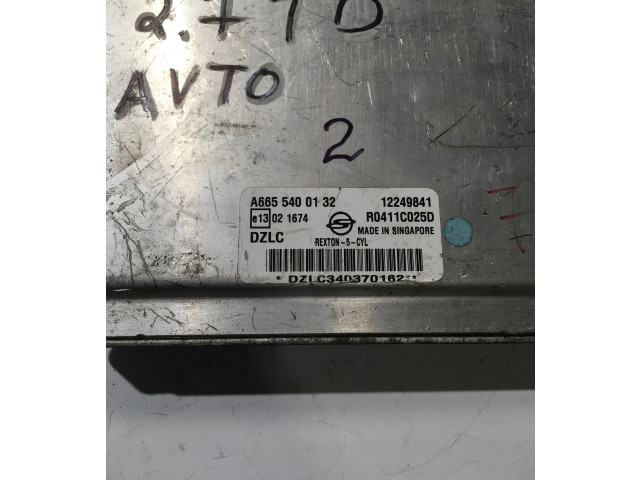 2.7TD
AVTO
2
A665 540 01 32 12249841
e13 02 1674 R0411C025D
DZLC MADE IN SINGAPORE
REXTON-5-CYL
* DZLC340370162 *